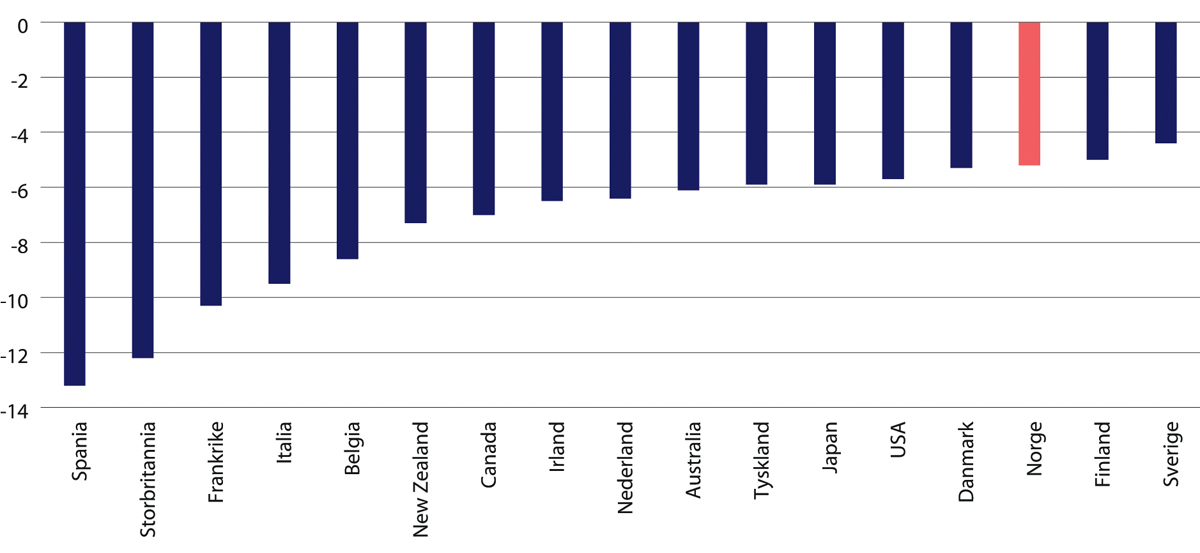 0
-2
-4
-6
-8
-10
-12
-14
Spania
Storbritannia
Frankrike
Italia
Belgia
New Zealand
Canada
Irland
Nederland
Australia
Tyskland
Japan
USA
Danmark
Norge
Finland
Sverige